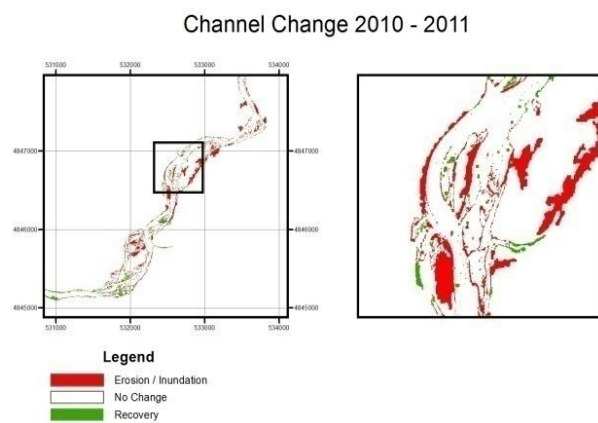 Channel Change 2010 - 2011
531000 532000 533000 534000
4847000 4847000
4846000 4846000
4845000 4845000
531000 532000 533000 534000
Legend
Erosion / Inundation
No Change
Recovery